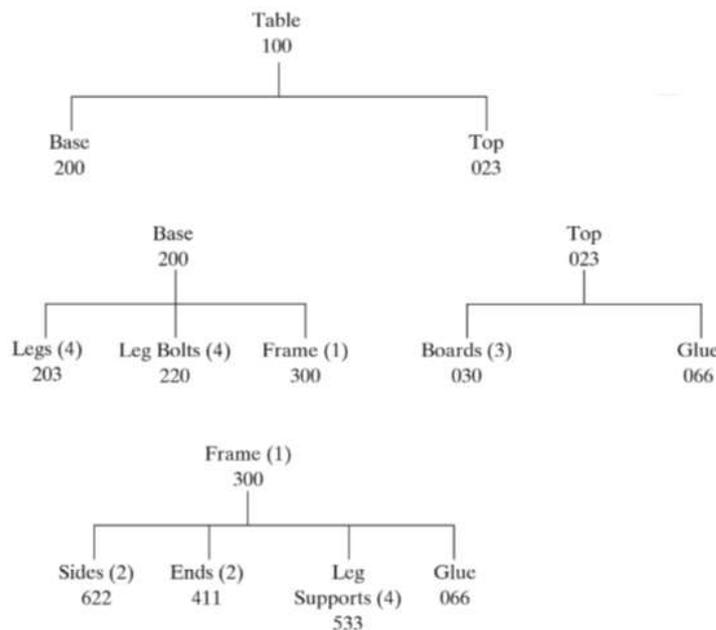 Table
100
Base
200
Top
023
Base
200
Top
023
Legs (4)
203
Leg Bolts (4)
220
Frame (1)
300
Boards (3)
030
Glue
066
Frame (1)
300
Sides (2)
622
Ends (2)
411
Leg
Supports (4)
533
Glue
066